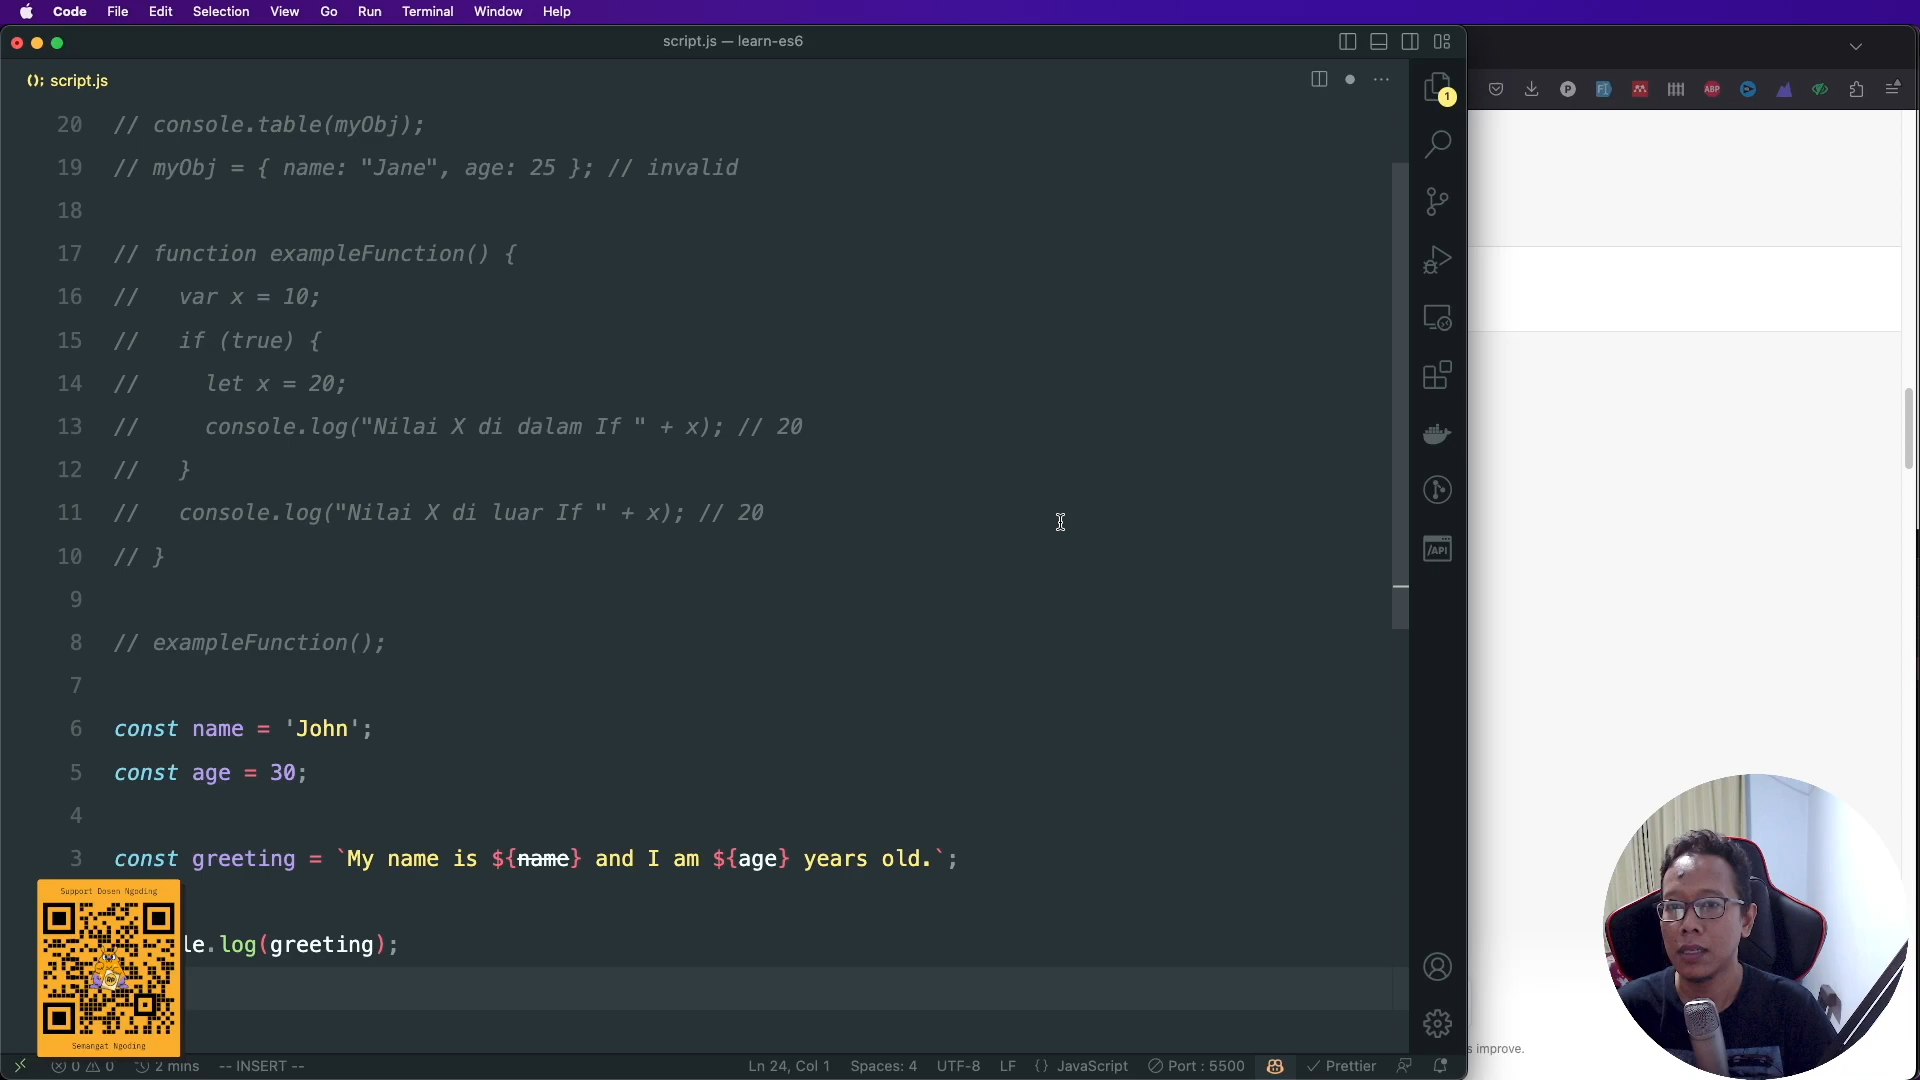 Code File Edit Selection View Go Run Terminal Window Help
script.js — learn-es6
script.js
20 // console.table(myObj);
19 // myObj = { name: "Jane", age: 25 }; // invalid
18
17 // function exampleFunction() {
16 //   var x = 10;
15 //   if (true) {
14 //     let x = 20;
13 //     console.log("Nilai X di dalam If " + x); // 20
12 //   }
11 //   console.log("Nilai X di luar If " + x); // 20
10 // }
9
8 // exampleFunction();
7
6 const name = 'John';
5 const age = 30;
4
3 const greeting = `My name is ${name} and I am ${age} years old.`;
le.log(greeting);
1
P
ABP
/API
Support Dosen Ngoding
Semangat Ngoding
s improve.
0 0 2 mins -- INSERT -- Ln 24, Col 1 Spaces: 4 UTF-8 LF {} JavaScript Port : 5500 Prettier